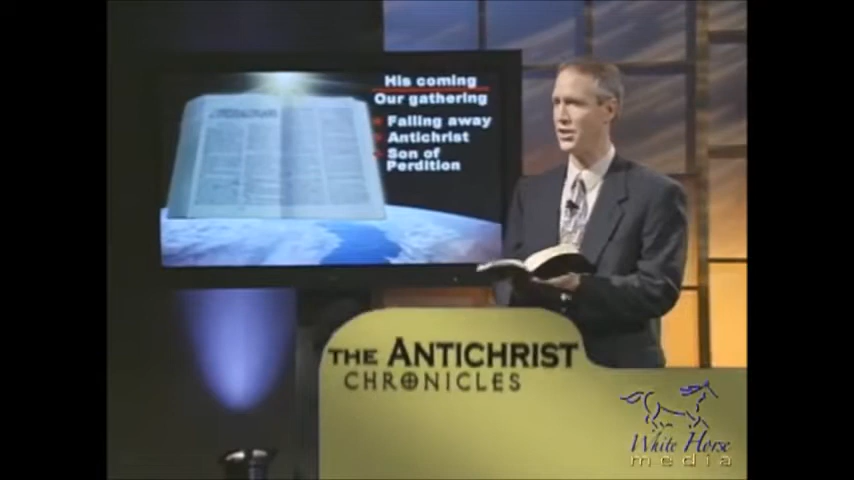 His coming
Our gathering
Falling away
Antichrist
Son of
Perdition
THE ANTICHRIST
CHRONICLES
White Horse
media